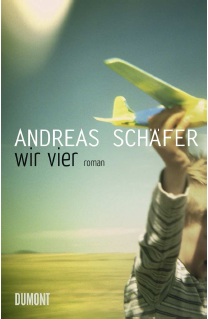 ANDREAS SCHÄFER
wir vier roman
DUMONT